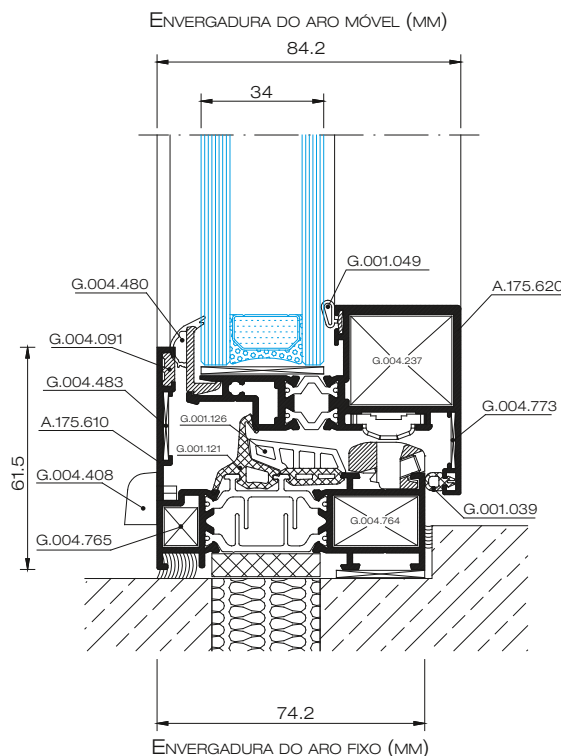 ENVERGADURA DO ARO MÓVEL (MM)
84.2
34
G.001.049
G.004.480
A.175.620
G.004.091
G.004.237
G.004.483
G.004.773
A.175.610
G.001.126
G.001.121
61.5
G.004.408
G.001.039
G.004.764
G.004.765
74.2
ENVERGADURA DO ARO FIXO (MM)